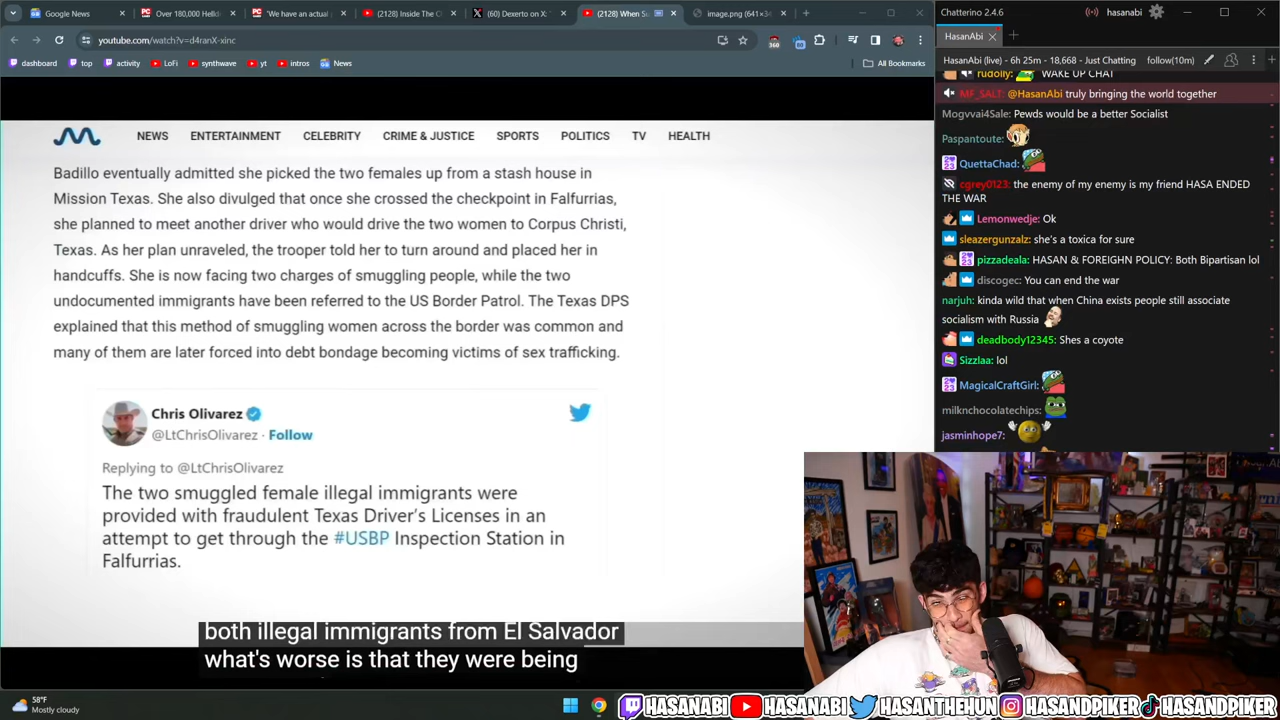 Google News
Over 180,000 Helld
"We have an actual
(2128) Inside The C
(60) Dexerto on X:
(2128) When S
image.png (641×34
youtube.com/watch?v=d4ranX-xinc
360
60
dashboard
top
activity
LoFi
synthwave
yt
intros
News
All Bookmarks
NEWS
ENTERTAINMENT
CELEBRITY
CRIME & JUSTICE
SPORTS
POLITICS
TV
HEALTH
Badillo eventually admitted she picked the two females up from a stash house in
Mission Texas. She also divulged that once she crossed the checkpoint in Falfurrias,
she planned to meet another driver who would drive the two women to Corpus Christi,
Texas. As her plan unraveled, the trooper told her to turn around and placed her in
handcuffs. She is now facing two charges of smuggling people, while the two
undocumented immigrants have been referred to the US Border Patrol. The Texas DPS
explained that this method of smuggling women across the border was common and
many of them are later forced into debt bondage becoming victims of sex trafficking.
Chris Olivarez
@LtChrisOlivarez · Follow
Replying to @LtChrisOlivarez
The two smuggled female illegal immigrants were
provided with fraudulent Texas Driver's Licenses in an
attempt to get through the #USBP Inspection Station in
Falfurrias.
both illegal immigrants from El Salvador
what's worse is that they were being
Chatterino 2.4.6
hasanabi
HasanAbi
HasanAbi (live) - 6h 25m - 18,668 - Just Chatting
follow(10m)
rudolly: WAKE UP CHAT
MF_SALT: @HasanAbi truly bringing the world together
Mogvvai4Sale: Pewds would be a better Socialist
Paspantoute:
QuettaChad:
cgrey0123: the enemy of my enemy is my friend HASA ENDED
THE WAR
Lemonwedje: Ok
sleazergunzalz: she's a toxica for sure
pizzadeala: HASAN & FOREIGHN POLICY: Both Bipartisan lol
discogec: You can end the war
narjuh: kinda wild that when China exists people still associate
socialism with Russia
deadbody12345: Shes a coyote
Sizzlaa: lol
MagicalCraftGirl:
milknchocolatechips:
jasminhope7:
58°F
Mostly cloudy
HASANABI
HASANABI
HASANTHEHUN
HASANDPIKER
HASANDPIKER